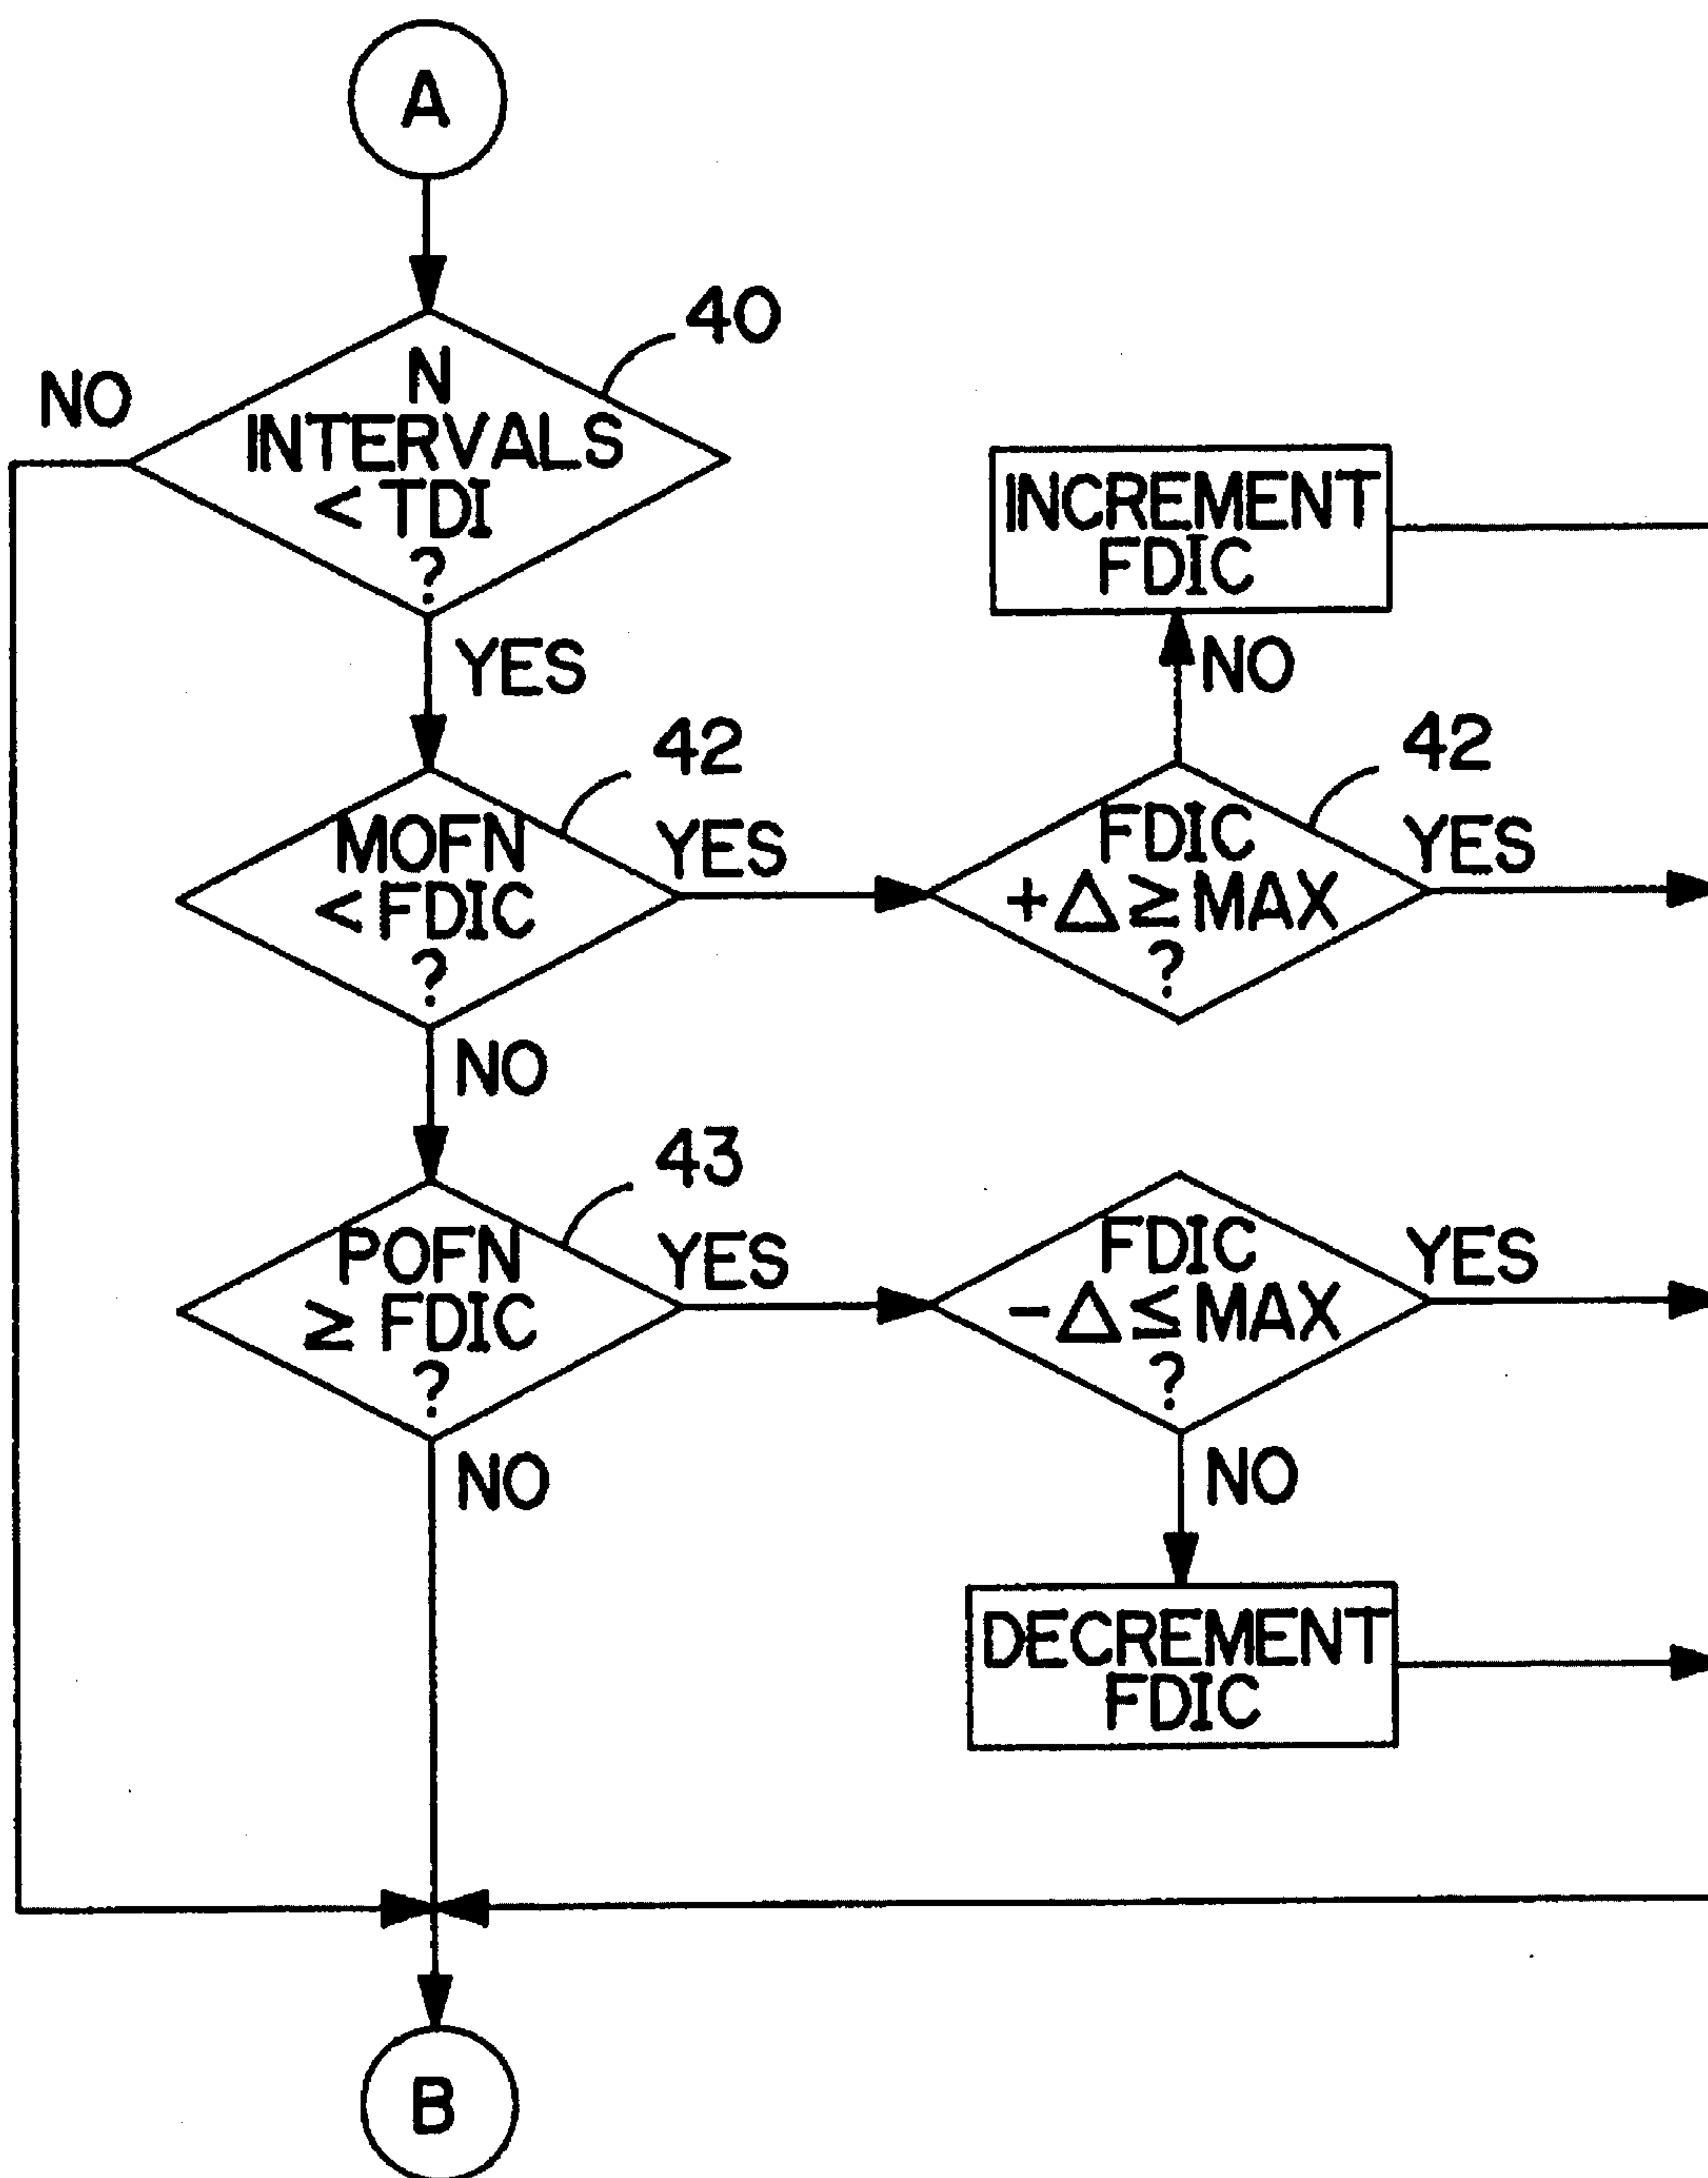 A
40
NO
N
INTERVALS
< TDI
?
INCREMENT
FDIC
YES
NO
42
42
MOFN
< FDIC
?
YES
FDIC
+Δ≥MAX
?
YES
NO
43
POFN
≥ FDIC
?
YES
FDIC
-Δ≤MAX
?
YES
NO
NO
DECREMENT
FDIC
B